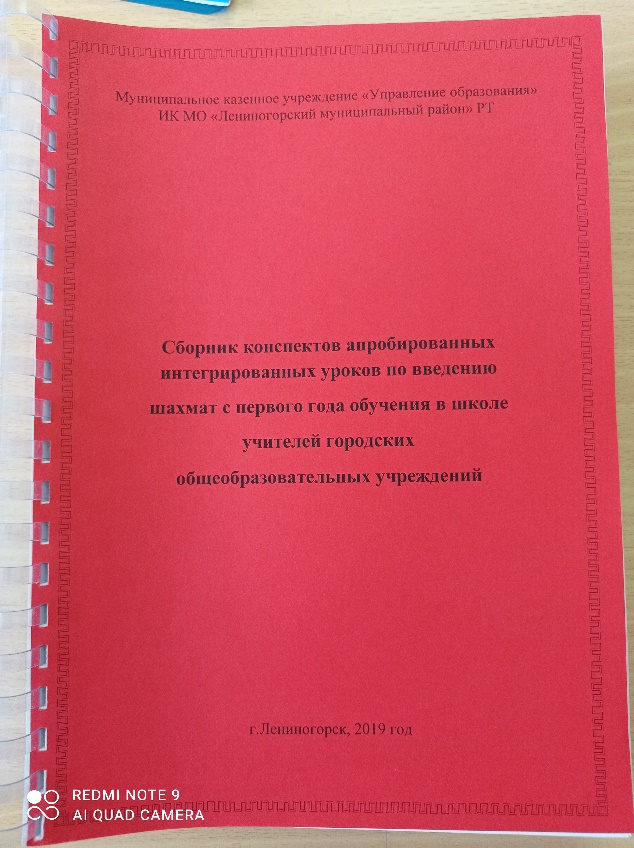 Муниципальное казенное учреждение «Управление образования»
ИК МО «Лениногорский муниципальный район» РТ
Сборник конспектов апробированных
интегрированных уроков по введению
шахмат с первого года обучения в школе
учителей городских
общеобразовательных учреждений
г.Лениногорск, 2019 год
REDMI NOTE 9
AI QUAD CAMERA